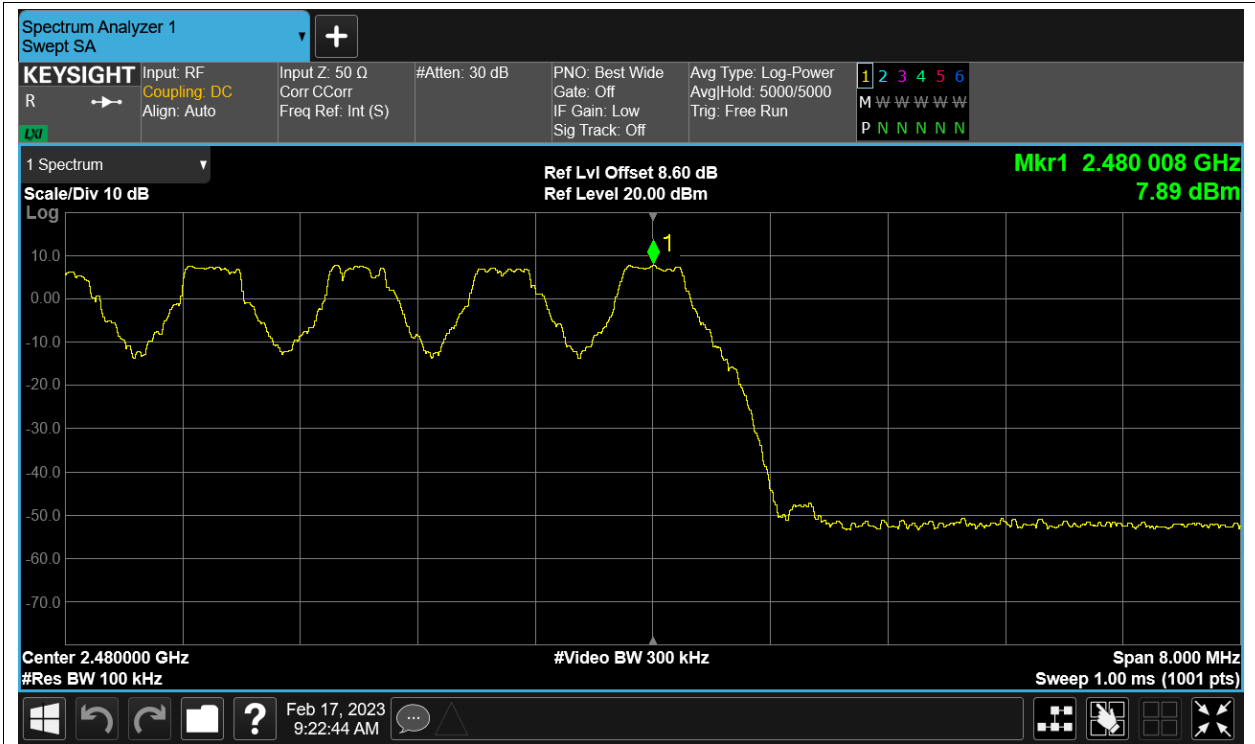 Spectrum Analyzer 1
Swept SA
KEYSIGHT
R
LXI
Input: RF
Coupling: DC
Align: Auto
Input Z: 50 Ω
Corr CCorr
Freq Ref: Int (S)
#Atten: 30 dB
PNO: Best Wide
Gate: Off
IF Gain: Low
Sig Track: Off
Avg Type: Log-Power
Avg|Hold: 5000/5000
Trig: Free Run
1 2 3 4 5 6
M W W W W W
P N N N N N
1 Spectrum
Scale/Div 10 dB
Log
Ref Lvl Offset 8.60 dB
Ref Level 20.00 dBm
Mkr1 2.480 008 GHz
7.89 dBm
1
10.0
0.00
-10.0
-20.0
-30.0
-40.0
-50.0
-60.0
-70.0
Center 2.480000 GHz
#Res BW 100 kHz
#Video BW 300 kHz
Span 8.000 MHz
Sweep 1.00 ms (1001 pts)
?
Feb 17, 2023
9:22:44 AM